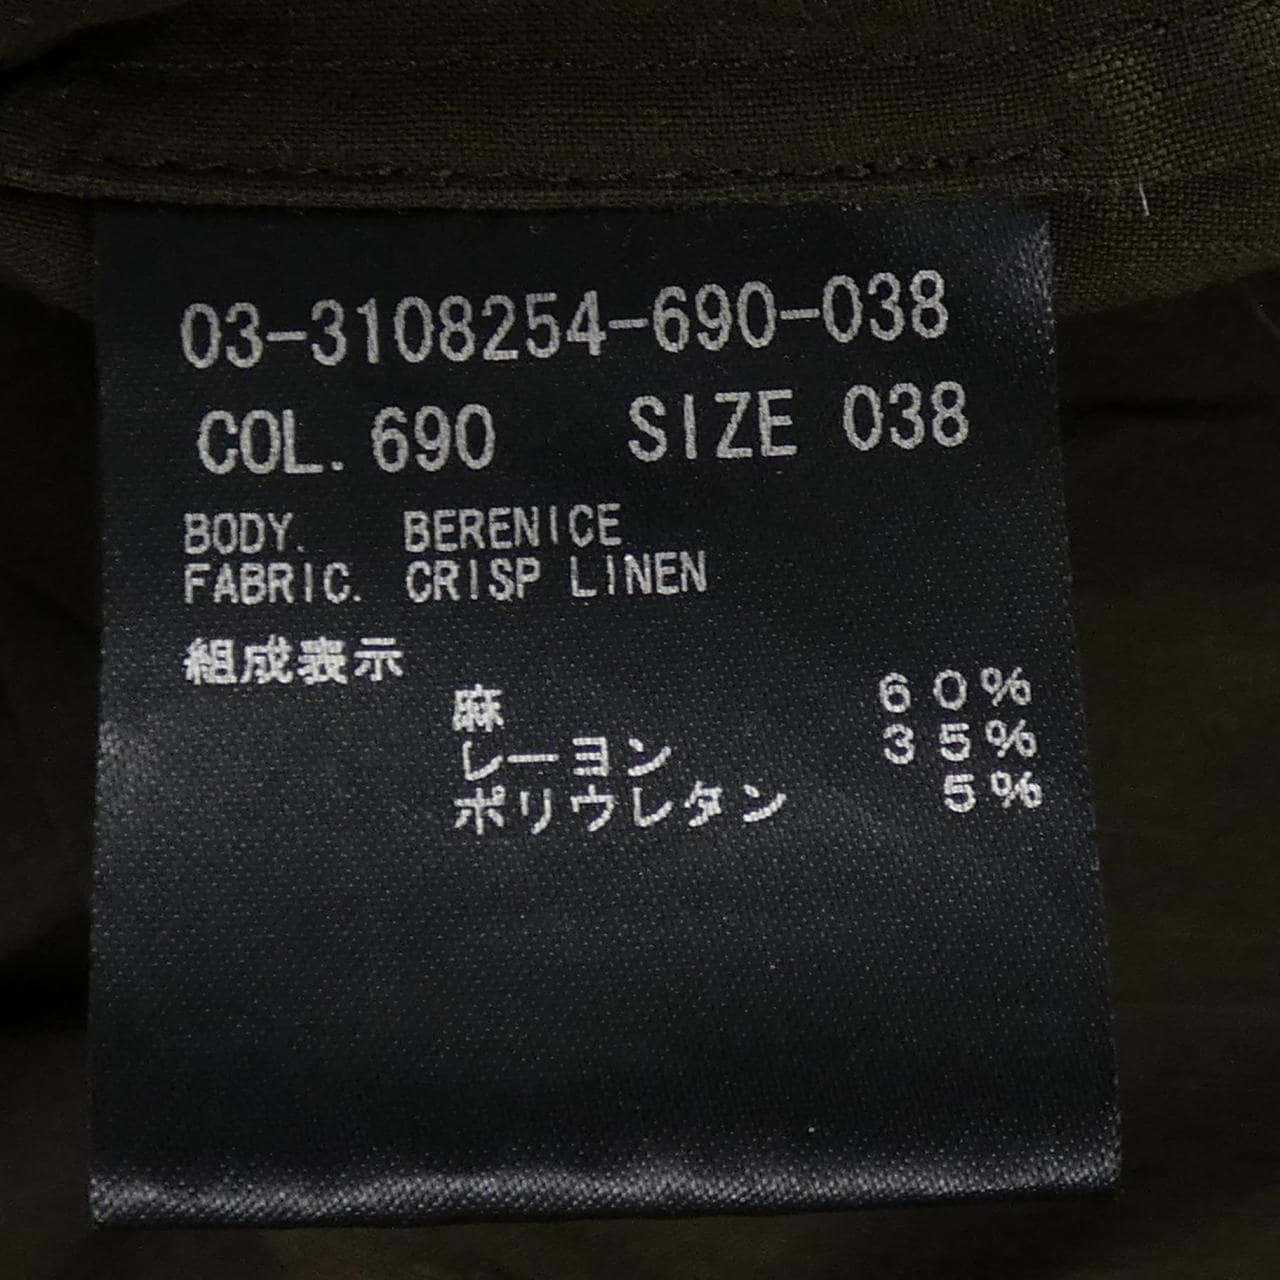 03-3108254-690-038
COL. 690 SIZE 038
BODY. BERENICE
FABRIC. CRISP LINEN
組成表示
麻 60%
レーヨン 35%
ポリウレタン 5%